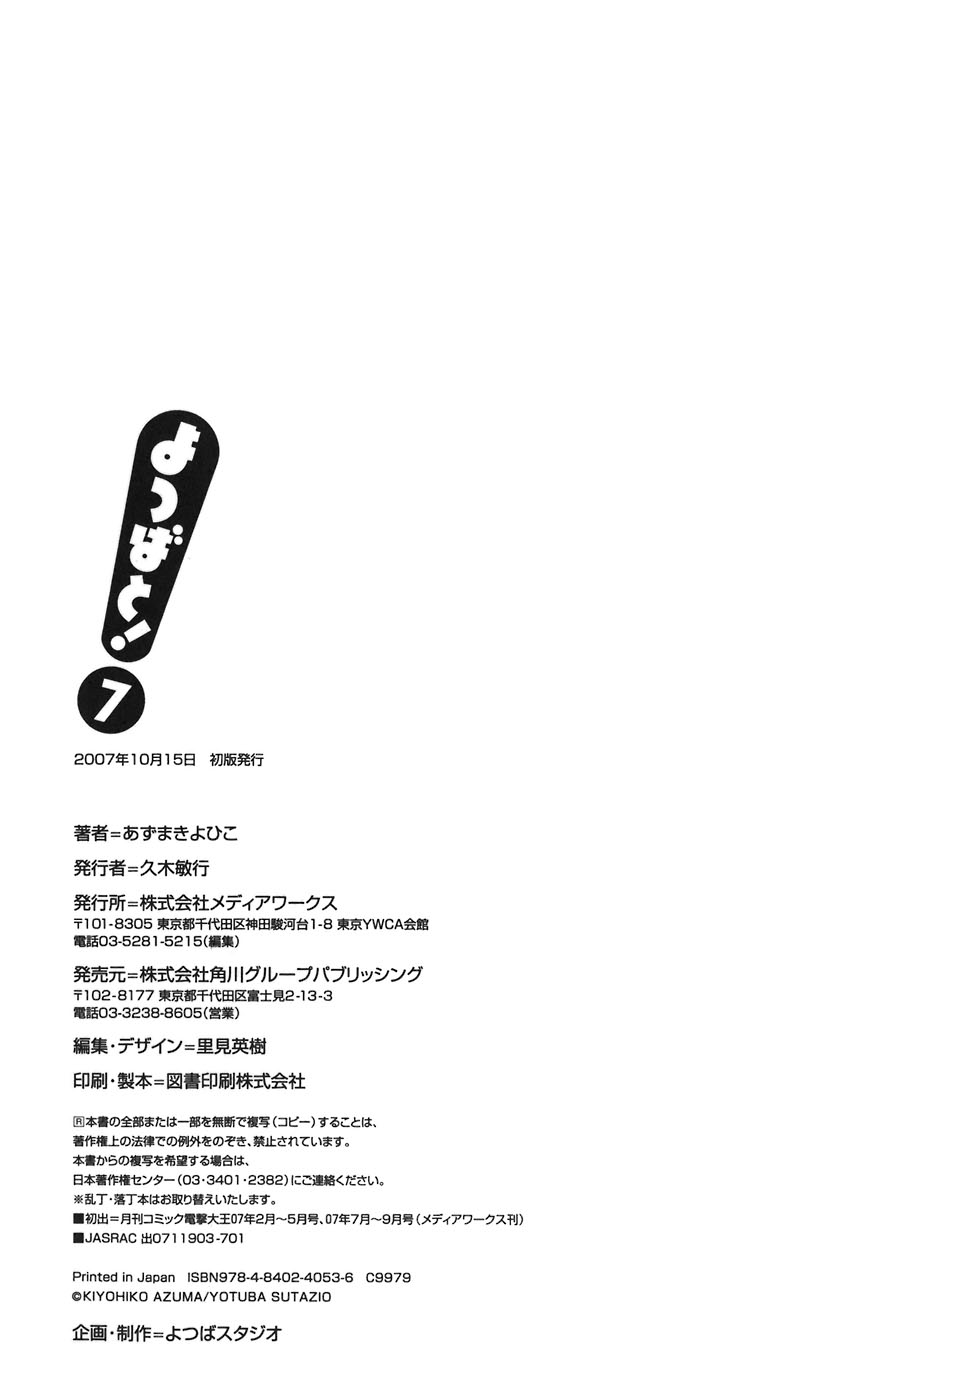 よつばと!
7
2007年10月15日　初版発行
著者=あずまきよひこ
発行者=久木敏行
発行所=株式会社メディアワークス
〒101-8305 東京都千代田区神田駿河台1-8 東京YWCA会館
電話03-5281-5215(編集)
発売元=株式会社角川グループパブリッシング
〒102-8177 東京都千代田区富士見2-13-3
電話03-3238-8605(営業)
編集・デザイン=里見英樹
印刷・製本=図書印刷株式会社
🅁本書の全部または一部を無断で複写(コピー)することは、
著作権上の法律での例外をのぞき、禁止されています。
本書からの複写を希望する場合は、
日本著作権センター(03・3401・2382)にご連絡ください。
※乱丁・落丁本はお取り替えいたします。
■初出=月刊コミック電撃大王07年2月〜5月号、07年7月〜9月号(メディアワークス刊)
■JASRAC 出0711903-701
Printed in Japan　ISBN978-4-8402-4053-6　C9979
©KIYOHIKO AZUMA/YOTUBA SUTAZIO
企画・制作=よつばスタジオ